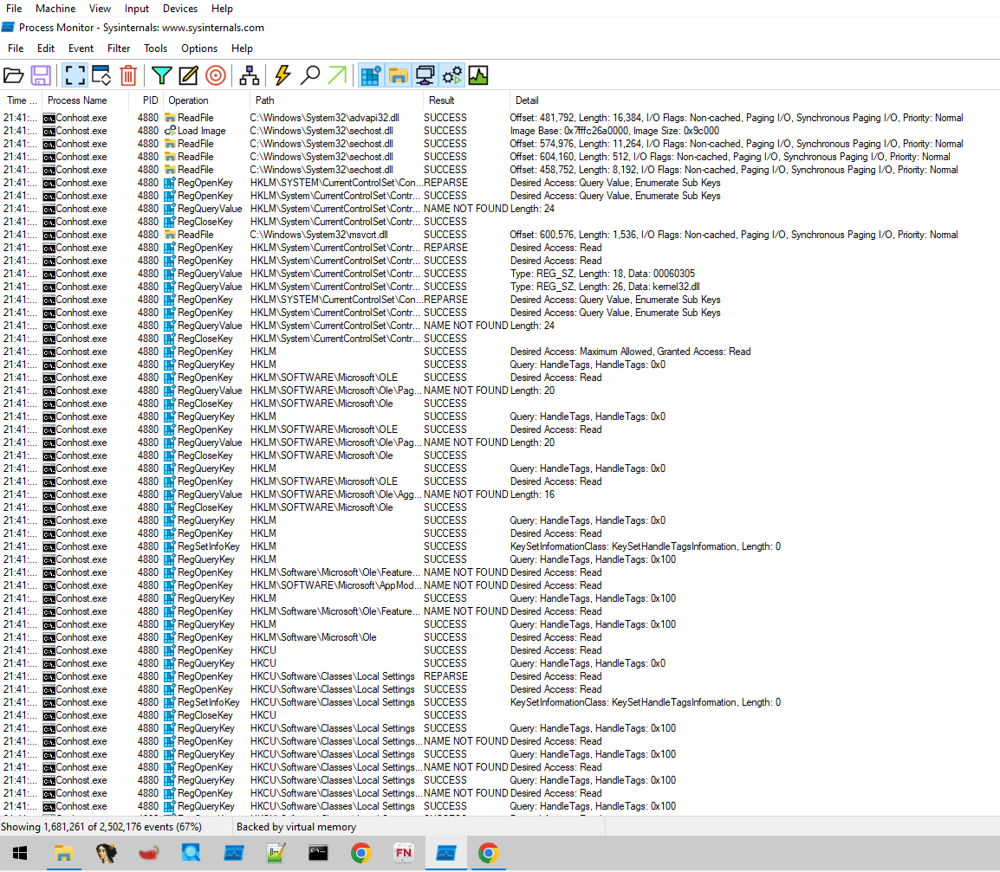 File Machine View Input Devices Help
Process Monitor - Sysinternals: www.sysinternals.com
File Edit Event Filter Tools Options Help
Time ... Process Name PID Operation Path Result Detail
21:41:... Conhost.exe 4880 ReadFile C:\Windows\System32\advapi32.dll SUCCESS Offset: 481,792, Length: 16,384, I/O Flags: Non-cached, Paging I/O, Synchronous Paging I/O, Priority: Normal
21:41:... Conhost.exe 4880 Load Image C:\Windows\System32\sechost.dll SUCCESS Image Base: 0x7fffc26a0000, Image Size: 0x9c000
21:41:... Conhost.exe 4880 ReadFile C:\Windows\System32\sechost.dll SUCCESS Offset: 574,976, Length: 11,264, I/O Flags: Non-cached, Paging I/O, Synchronous Paging I/O, Priority: Normal
21:41:... Conhost.exe 4880 ReadFile C:\Windows\System32\sechost.dll SUCCESS Offset: 604,160, Length: 512, I/O Flags: Non-cached, Paging I/O, Synchronous Paging I/O, Priority: Normal
21:41:... Conhost.exe 4880 ReadFile C:\Windows\System32\sechost.dll SUCCESS Offset: 458,752, Length: 8,192, I/O Flags: Non-cached, Paging I/O, Synchronous Paging I/O, Priority: Normal
21:41:... Conhost.exe 4880 RegOpenKey HKLM\SYSTEM\CurrentControlSet\Con... REPARSE Desired Access: Query Value, Enumerate Sub Keys
21:41:... Conhost.exe 4880 RegOpenKey HKLM\System\CurrentControlSet\Contr... SUCCESS Desired Access: Query Value, Enumerate Sub Keys
21:41:... Conhost.exe 4880 RegQueryValue HKLM\System\CurrentControlSet\Contr... NAME NOT FOUND Length: 24
21:41:... Conhost.exe 4880 RegCloseKey HKLM\System\CurrentControlSet\Contr... SUCCESS
21:41:... Conhost.exe 4880 ReadFile C:\Windows\System32\msvcrt.dll SUCCESS Offset: 600,576, Length: 1,536, I/O Flags: Non-cached, Paging I/O, Synchronous Paging I/O, Priority: Normal
21:41:... Conhost.exe 4880 RegOpenKey HKLM\System\CurrentControlSet\Contr... REPARSE Desired Access: Read
21:41:... Conhost.exe 4880 RegOpenKey HKLM\System\CurrentControlSet\Contr... SUCCESS Desired Access: Read
21:41:... Conhost.exe 4880 RegQueryValue HKLM\System\CurrentControlSet\Contr... SUCCESS Type: REG_SZ, Length: 18, Data: 00060305
21:41:... Conhost.exe 4880 RegQueryValue HKLM\System\CurrentControlSet\Contr... SUCCESS Type: REG_SZ, Length: 26, Data: kernel32.dll
21:41:... Conhost.exe 4880 RegOpenKey HKLM\SYSTEM\CurrentControlSet\Con... REPARSE Desired Access: Query Value, Enumerate Sub Keys
21:41:... Conhost.exe 4880 RegOpenKey HKLM\System\CurrentControlSet\Contr... SUCCESS Desired Access: Query Value, Enumerate Sub Keys
21:41:... Conhost.exe 4880 RegQueryValue HKLM\System\CurrentControlSet\Contr... NAME NOT FOUND Length: 24
21:41:... Conhost.exe 4880 RegCloseKey HKLM\System\CurrentControlSet\Contr... SUCCESS
21:41:... Conhost.exe 4880 RegOpenKey HKLM SUCCESS Desired Access: Maximum Allowed, Granted Access: Read
21:41:... Conhost.exe 4880 RegQueryKey HKLM SUCCESS Query: HandleTags, HandleTags: 0x0
21:41:... Conhost.exe 4880 RegOpenKey HKLM\SOFTWARE\Microsoft\OLE SUCCESS Desired Access: Read
21:41:... Conhost.exe 4880 RegQueryValue HKLM\SOFTWARE\Microsoft\Ole\Pag... NAME NOT FOUND Length: 20
21:41:... Conhost.exe 4880 RegCloseKey HKLM\SOFTWARE\Microsoft\Ole SUCCESS
21:41:... Conhost.exe 4880 RegQueryKey HKLM SUCCESS Query: HandleTags, HandleTags: 0x0
21:41:... Conhost.exe 4880 RegOpenKey HKLM\SOFTWARE\Microsoft\OLE SUCCESS Desired Access: Read
21:41:... Conhost.exe 4880 RegQueryValue HKLM\SOFTWARE\Microsoft\Ole\Pag... NAME NOT FOUND Length: 20
21:41:... Conhost.exe 4880 RegCloseKey HKLM\SOFTWARE\Microsoft\Ole SUCCESS
21:41:... Conhost.exe 4880 RegQueryKey HKLM SUCCESS Query: HandleTags, HandleTags: 0x0
21:41:... Conhost.exe 4880 RegOpenKey HKLM\SOFTWARE\Microsoft\OLE SUCCESS Desired Access: Read
21:41:... Conhost.exe 4880 RegQueryValue HKLM\SOFTWARE\Microsoft\Ole\Agg... NAME NOT FOUND Length: 16
21:41:... Conhost.exe 4880 RegCloseKey HKLM\SOFTWARE\Microsoft\Ole SUCCESS
21:41:... Conhost.exe 4880 RegQueryKey HKLM SUCCESS Query: HandleTags, HandleTags: 0x0
21:41:... Conhost.exe 4880 RegOpenKey HKLM SUCCESS Desired Access: Read
21:41:... Conhost.exe 4880 RegSetInfoKey HKLM SUCCESS KeySetInformationClass: KeySetHandleTagsInformation, Length: 0
21:41:... Conhost.exe 4880 RegQueryKey HKLM SUCCESS Query: HandleTags, HandleTags: 0x100
21:41:... Conhost.exe 4880 RegOpenKey HKLM\Software\Microsoft\Ole\Feature... NAME NOT FOUND Desired Access: Read
21:41:... Conhost.exe 4880 RegOpenKey HKLM\SOFTWARE\Microsoft\AppMod... NAME NOT FOUND Desired Access: Read
21:41:... Conhost.exe 4880 RegQueryKey HKLM SUCCESS Query: HandleTags, HandleTags: 0x100
21:41:... Conhost.exe 4880 RegOpenKey HKLM\Software\Microsoft\Ole\Feature... NAME NOT FOUND Desired Access: Read
21:41:... Conhost.exe 4880 RegQueryKey HKLM SUCCESS Query: HandleTags, HandleTags: 0x100
21:41:... Conhost.exe 4880 RegOpenKey HKLM\Software\Microsoft\Ole SUCCESS Desired Access: Read
21:41:... Conhost.exe 4880 RegOpenKey HKCU SUCCESS Desired Access: Read
21:41:... Conhost.exe 4880 RegQueryKey HKCU SUCCESS Query: HandleTags, HandleTags: 0x0
21:41:... Conhost.exe 4880 RegOpenKey HKCU\Software\Classes\Local Settings REPARSE Desired Access: Read
21:41:... Conhost.exe 4880 RegOpenKey HKCU\Software\Classes\Local Settings SUCCESS Desired Access: Read
21:41:... Conhost.exe 4880 RegSetInfoKey HKCU\Software\Classes\Local Settings SUCCESS KeySetInformationClass: KeySetHandleTagsInformation, Length: 0
21:41:... Conhost.exe 4880 RegCloseKey HKCU SUCCESS
21:41:... Conhost.exe 4880 RegQueryKey HKCU\Software\Classes\Local Settings SUCCESS Query: HandleTags, HandleTags: 0x100
21:41:... Conhost.exe 4880 RegOpenKey HKCU\Software\Classes\Local Settings... NAME NOT FOUND Desired Access: Read
21:41:... Conhost.exe 4880 RegQueryKey HKCU\Software\Classes\Local Settings SUCCESS Query: HandleTags, HandleTags: 0x100
21:41:... Conhost.exe 4880 RegOpenKey HKCU\Software\Classes\Local Settings... NAME NOT FOUND Desired Access: Read
21:41:... Conhost.exe 4880 RegQueryKey HKCU\Software\Classes\Local Settings SUCCESS Query: HandleTags, HandleTags: 0x100
21:41:... Conhost.exe 4880 RegOpenKey HKCU\Software\Classes\Local Settings... NAME NOT FOUND Desired Access: Read
21:41:... Conhost.exe 4880 RegQueryKey HKCU\Software\Classes\Local Settings SUCCESS Query: HandleTags, HandleTags: 0x100
Showing 1,681,261 of 2,502,176 events (67%) Backed by virtual memory
FN